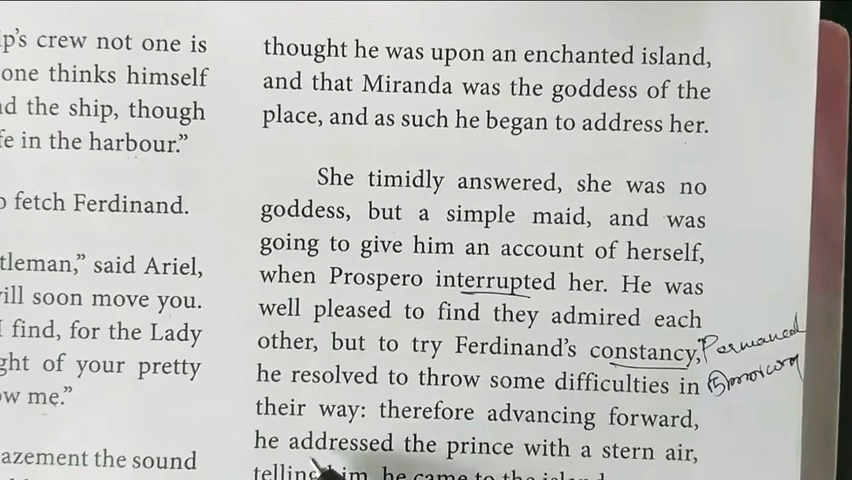 ip's crew not one is
one thinks himself
nd the ship, though
fe in the harbour."
o fetch Ferdinand.
tleman," said Ariel,
vill soon move you.
I find, for the Lady
ght of your pretty
ow me."
azement the sound
thought he was upon an enchanted island,
and that Miranda was the goddess of the
place, and as such he began to address her.
She timidly answered, she was no
goddess, but a simple maid, and was
going to give him an account of herself,
when Prospero interrupted her. He was
well pleased to find they admired each
other, but to try Ferdinand's constancy,
he resolved to throw some difficulties in
their way: therefore advancing forward,
he addressed the prince with a stern air,
telling him, he came to the island